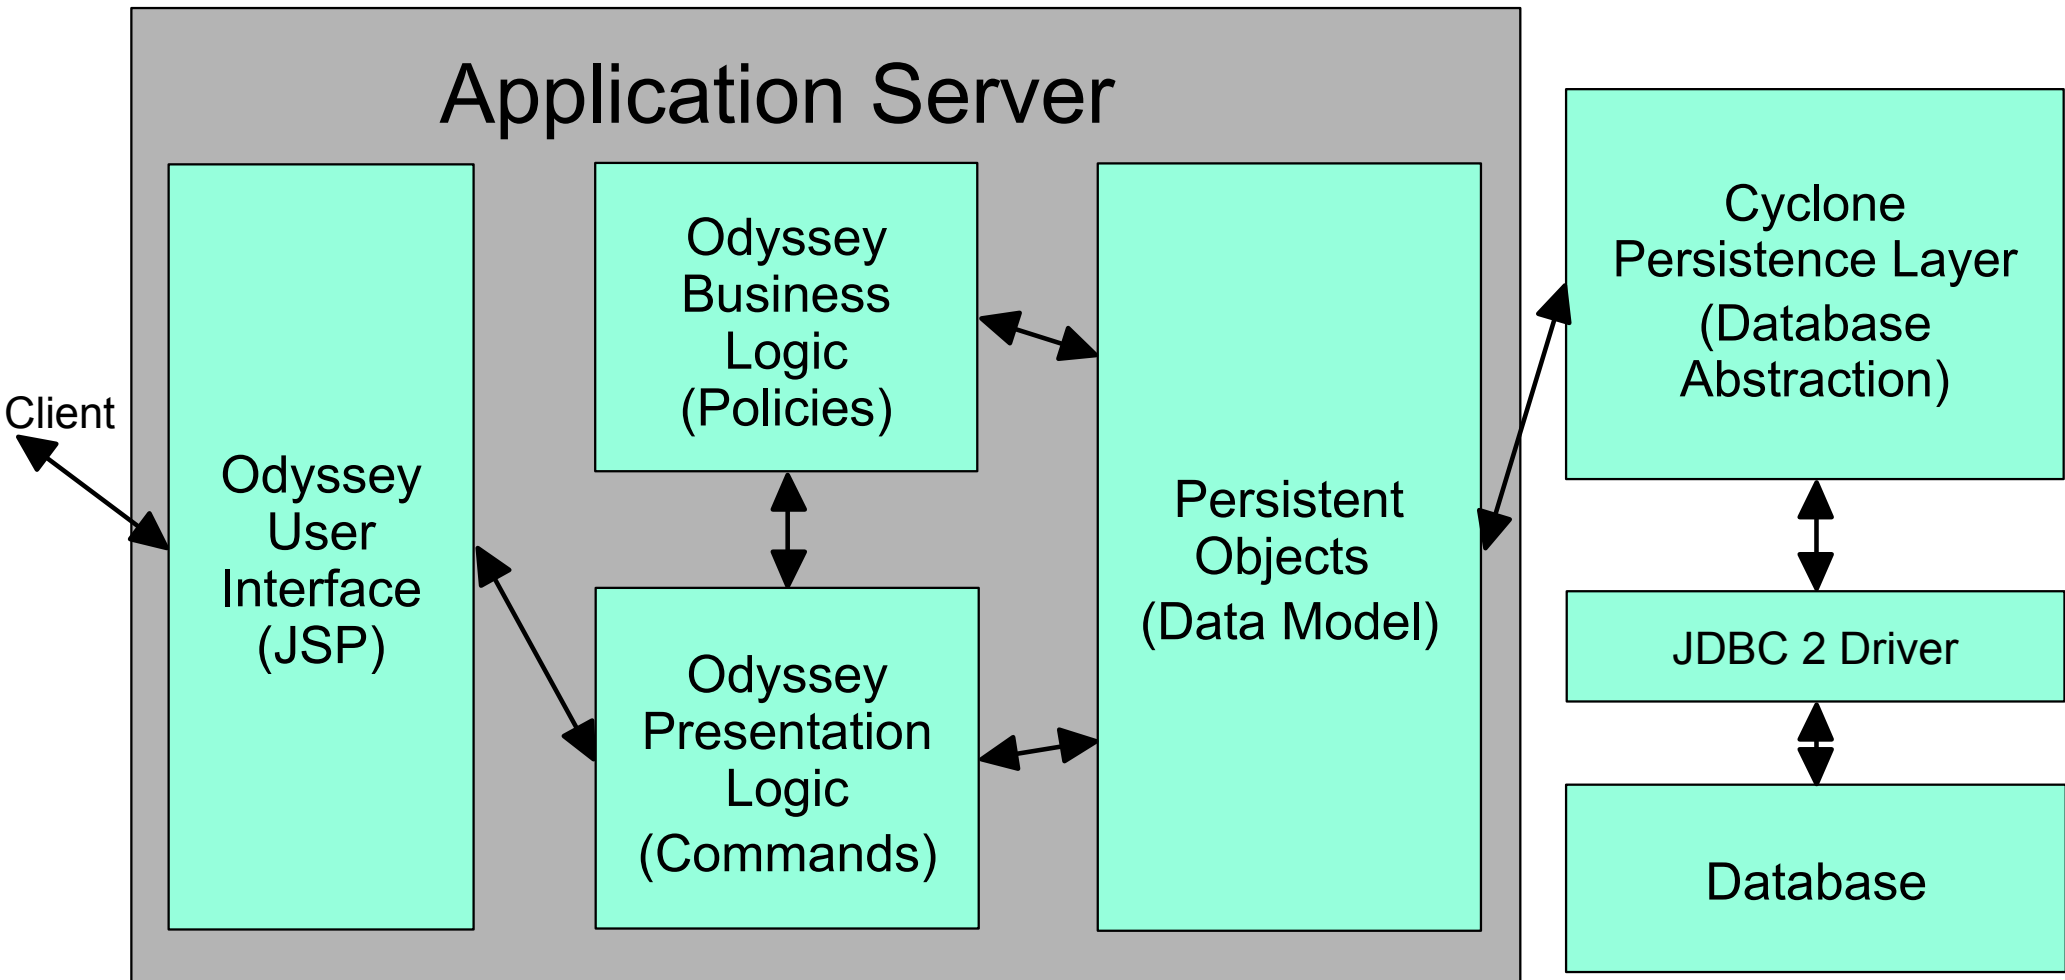 Application Server
Client
Odyssey
User
Interface
(JSP)
Odyssey
Business
Logic
(Policies)
Odyssey
Presentation
Logic
(Commands)
Persistent
Objects
(Data Model)
Cyclone
Persistence Layer
(Database
Abstraction)
JDBC 2 Driver
Database